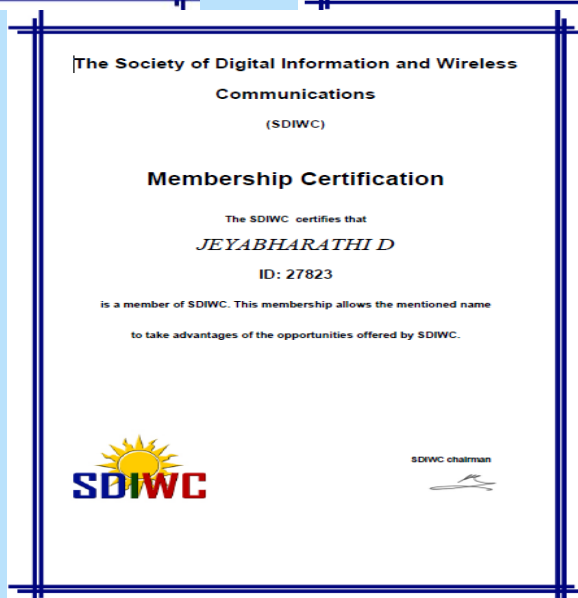 The Society of Digital Information and Wireless
Communications
(SDIWC)
Membership Certification
The SDIWC certifies that
JEYABHARATHI D
ID: 27823
is a member of SDIWC. This membership allows the mentioned name
to take advantages of the opportunities offered by SDIWC.
SDIWC chairman
SDIWC